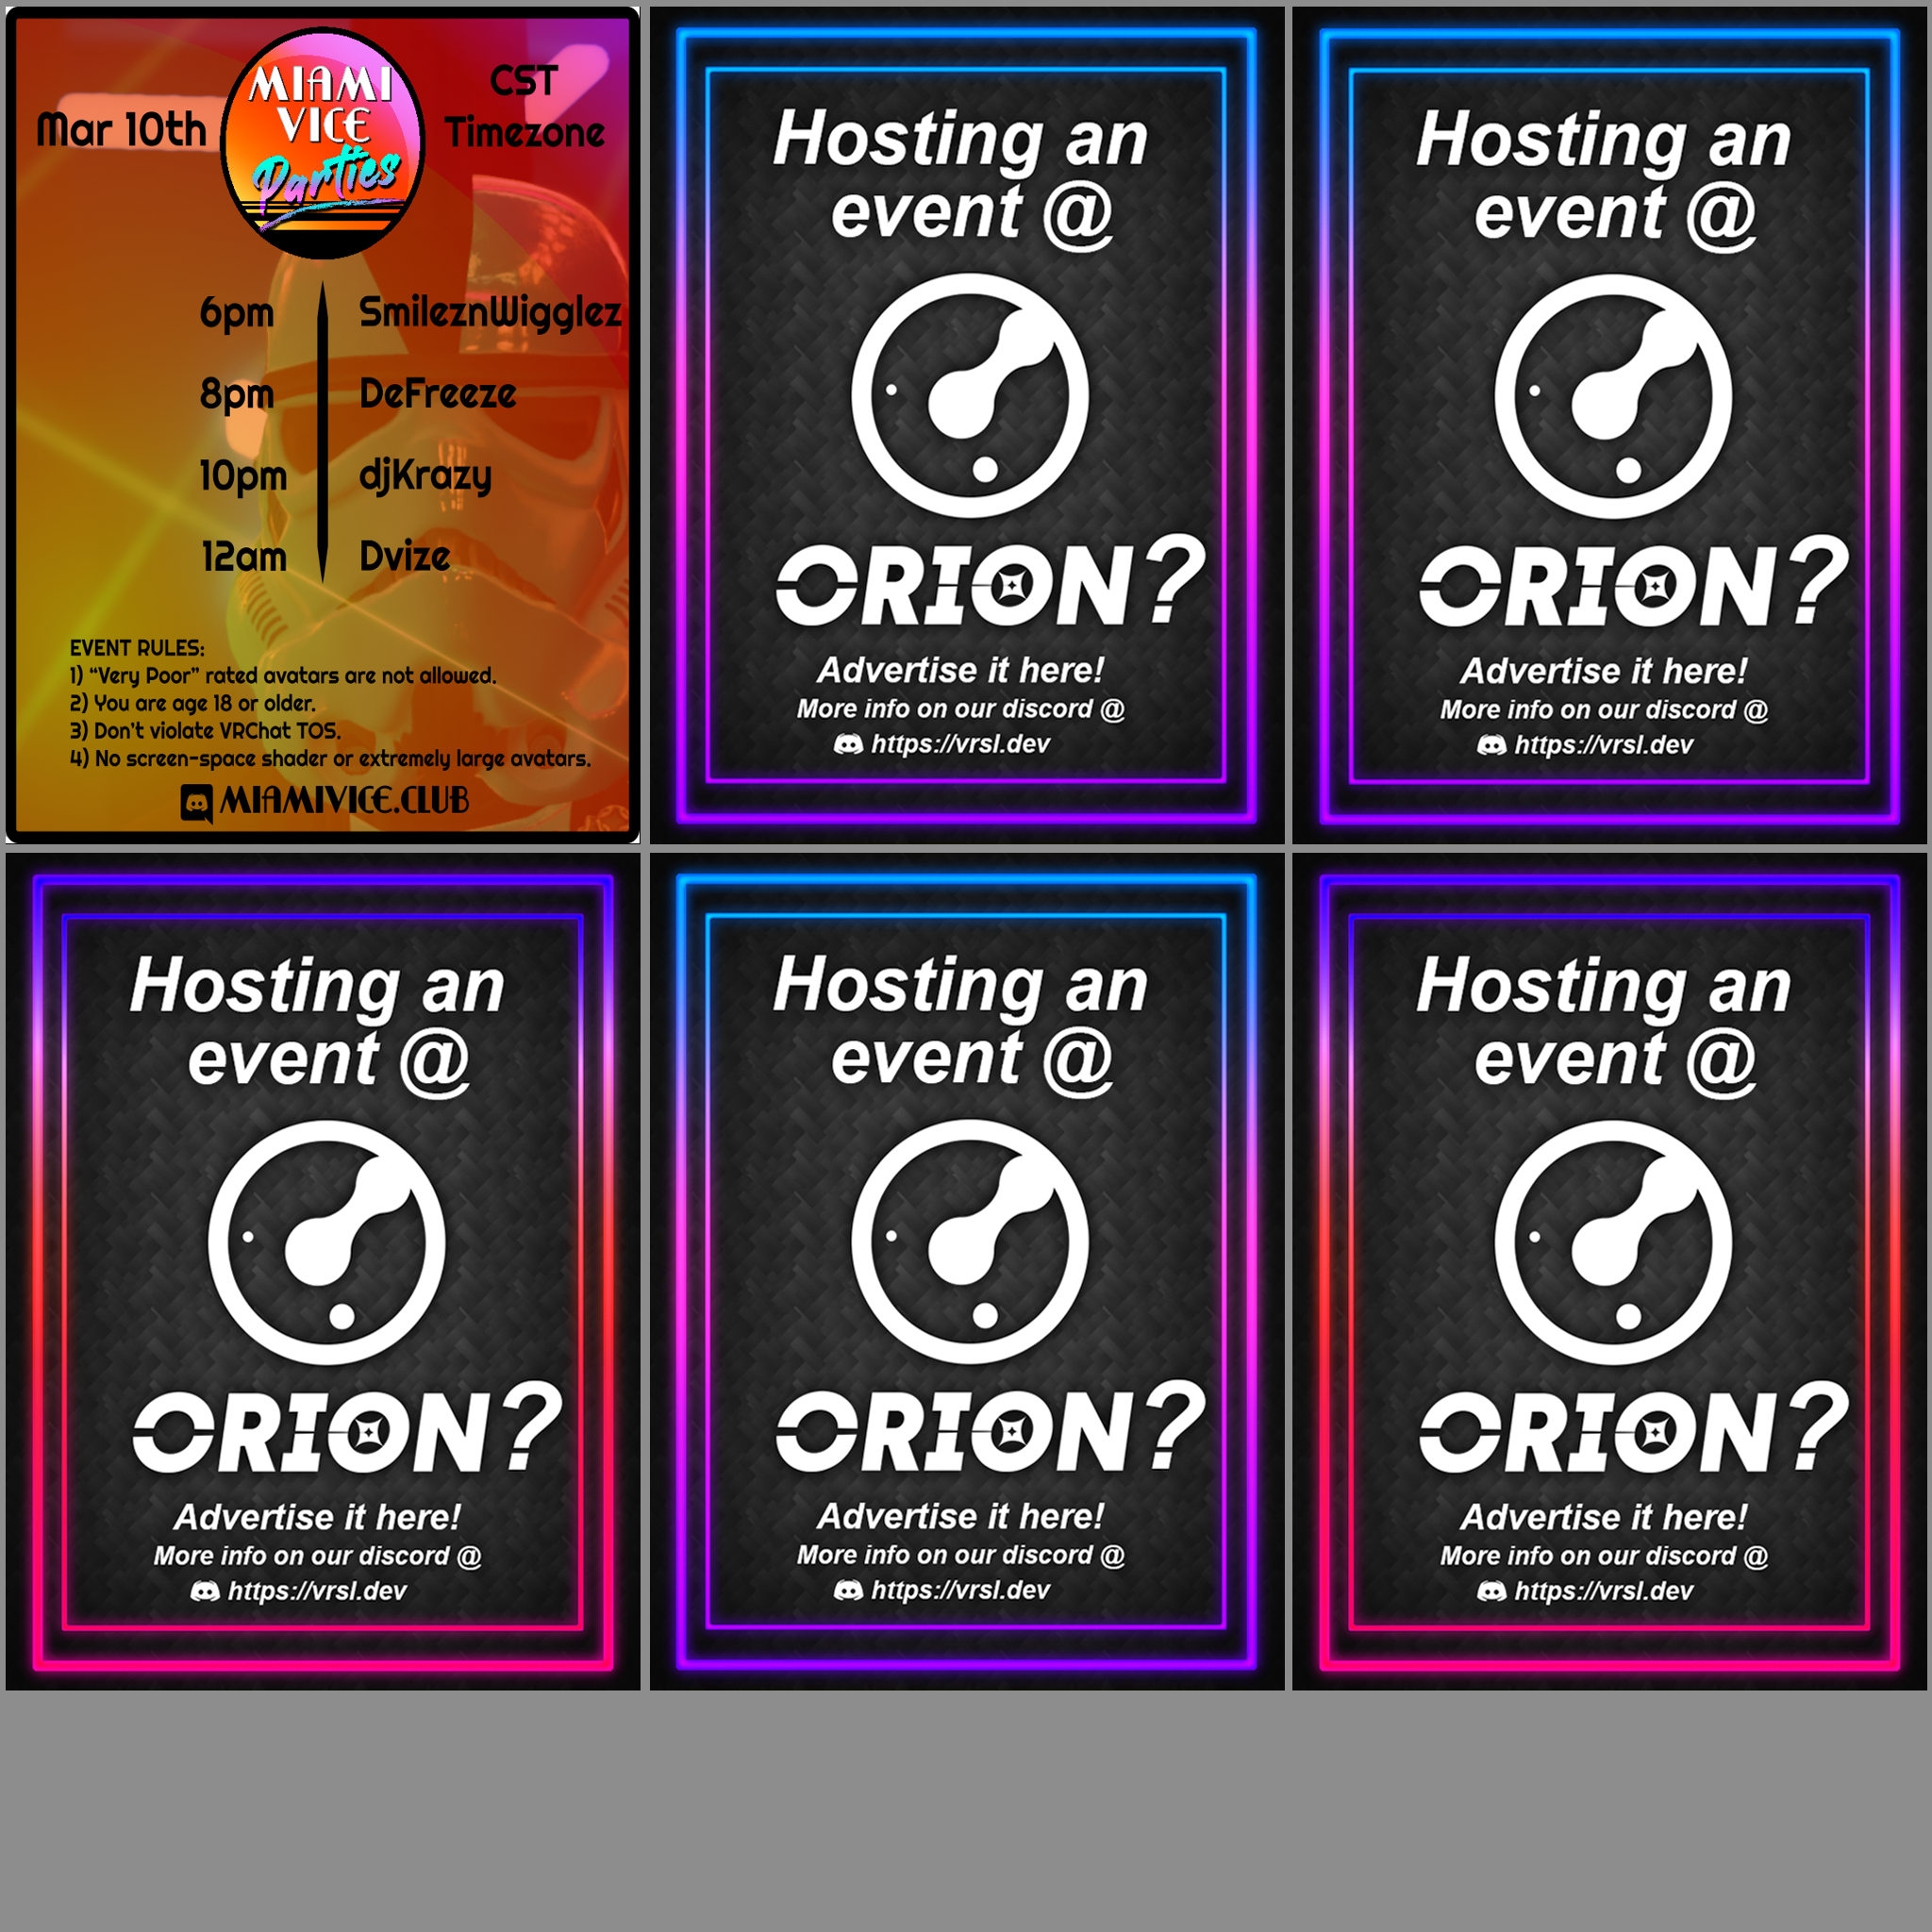 Mar 10th
MIAMI
VICE
Parties
CST
Timezone
6pm SmileznWigglez
8pm DeFreeze
10pm djKrazy
12am Dvize
EVENT RULES:
1) “Very Poor” rated avatars are not allowed.
2) You are age 18 or older.
3) Don't violate VRChat TOS.
4) No screen-space shader or extremely large avatars.
MIAMIVICE.CLUB
Hosting an
event @
ORION?
Advertise it here!
More info on our discord @
https://vrsl.dev
Hosting an
event @
ORION?
Advertise it here!
More info on our discord @
https://vrsl.dev
Hosting an
event @
ORION?
Advertise it here!
More info on our discord @
https://vrsl.dev
Hosting an
event @
ORION?
Advertise it here!
More info on our discord @
https://vrsl.dev
Hosting an
event @
ORION?
Advertise it here!
More info on our discord @
https://vrsl.dev